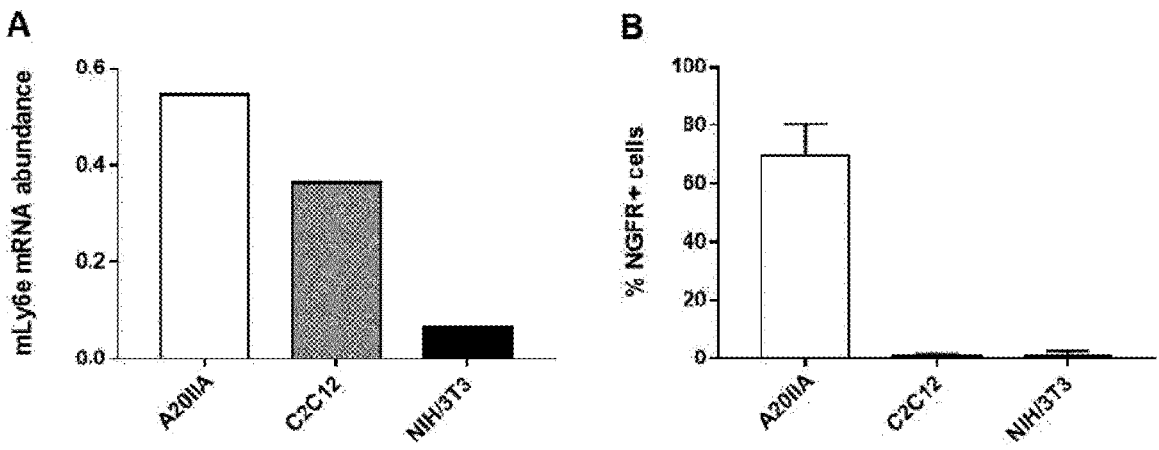 A
mLy6e mRNA abundance
0.6
0.4
0.2
0.0
A20IIA
C2C12
NIH/3T3
B
% NGFR+ cells
100
80
60
40
20
0
A20IIA
C2C12
NIH/3T3